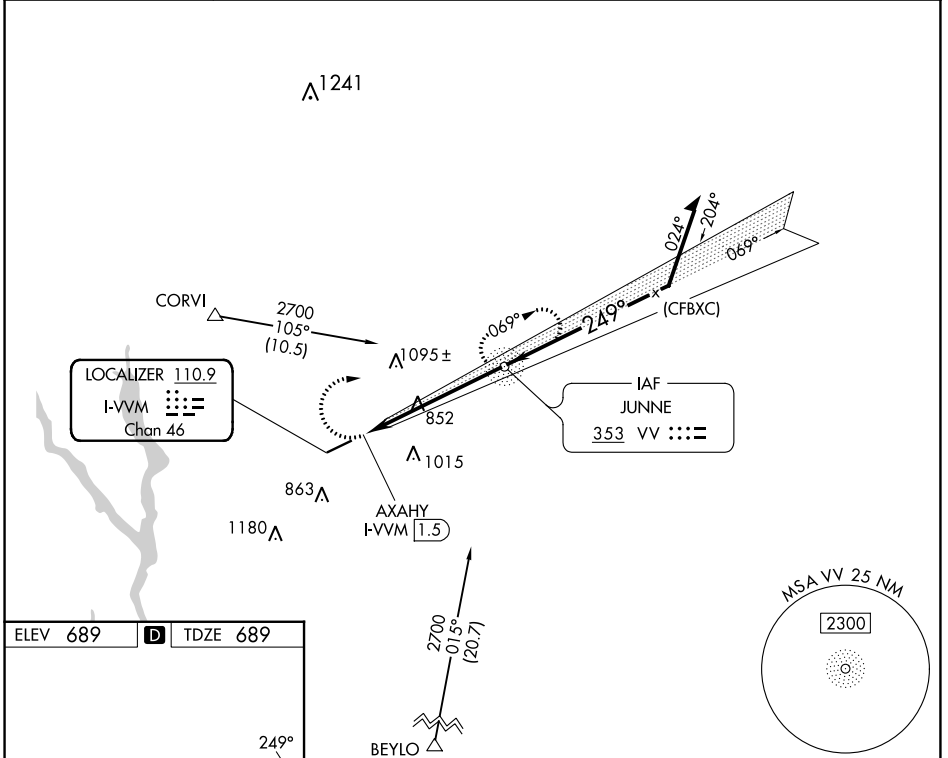 1241
024°
204°
069°
CORVI
2700
105°
(10.5)
069°
249°
(CFBXC)
1095±
LOCALIZER 110.9
I-VVM
Chan 46
852
IAF
JUNNE
353 VV
1015
863
AXAHY
I-VVM 1.5
1180
MSA VV 25 NM
2300
ELEV 689 D TDZE 689
2700
015°
(20.7)
249°
BEYLO